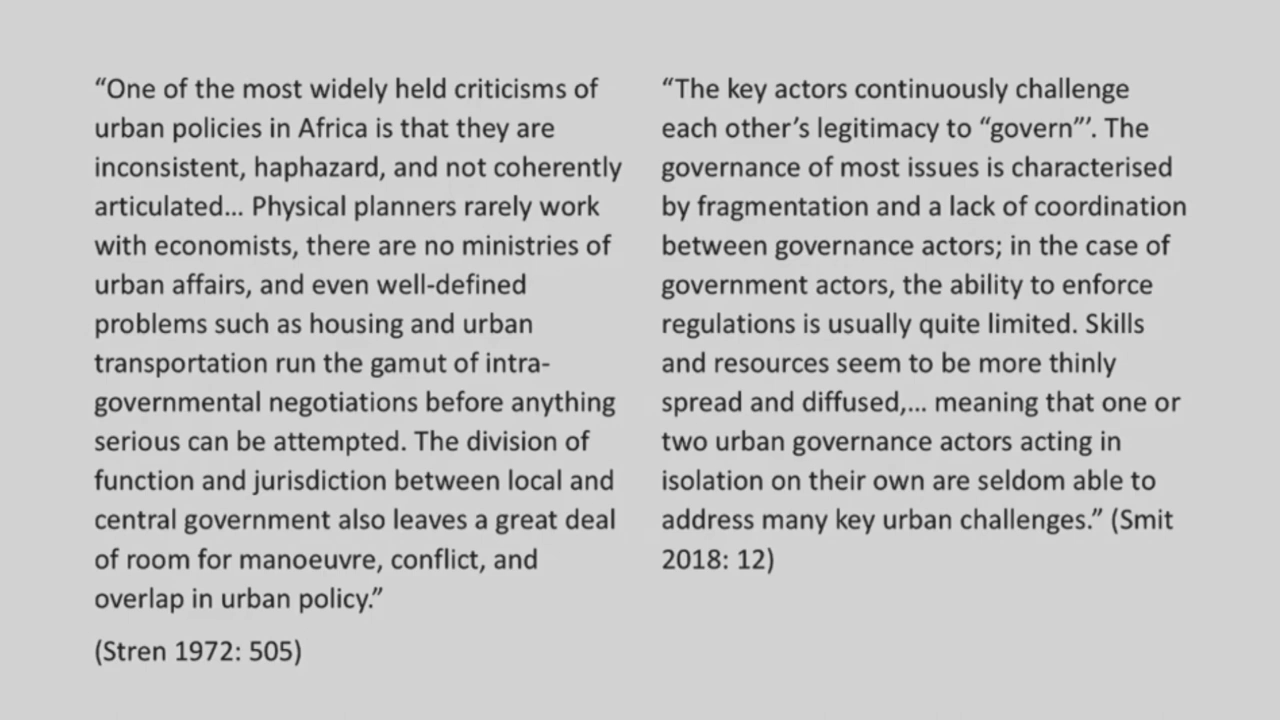 “One of the most widely held criticisms of
urban policies in Africa is that they are
inconsistent, haphazard, and not coherently
articulated... Physical planners rarely work
with economists, there are no ministries of
urban affairs, and even well-defined
problems such as housing and urban
transportation run the gamut of intra-
governmental negotiations before anything
serious can be attempted. The division of
function and jurisdiction between local and
central government also leaves a great deal
of room for manoeuvre, conflict, and
overlap in urban policy.”
(Stren 1972: 505)
“The key actors continuously challenge
each other’s legitimacy to “govern”’. The
governance of most issues is characterised
by fragmentation and a lack of coordination
between governance actors; in the case of
government actors, the ability to enforce
regulations is usually quite limited. Skills
and resources seem to be more thinly
spread and diffused,... meaning that one or
two urban governance actors acting in
isolation on their own are seldom able to
address many key urban challenges.” (Smit
2018: 12)